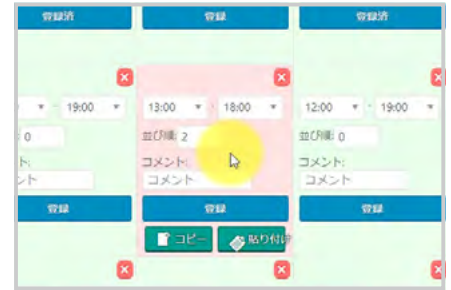 登録済 登録 登録済
19:00 13:00 - 18:00 12:00 - 19:00
: 0 並び順: 2 並び順: 0
ト: コメント: コメント:
ント コメント コメント
登録 登録 登録
コピー 貼り付け